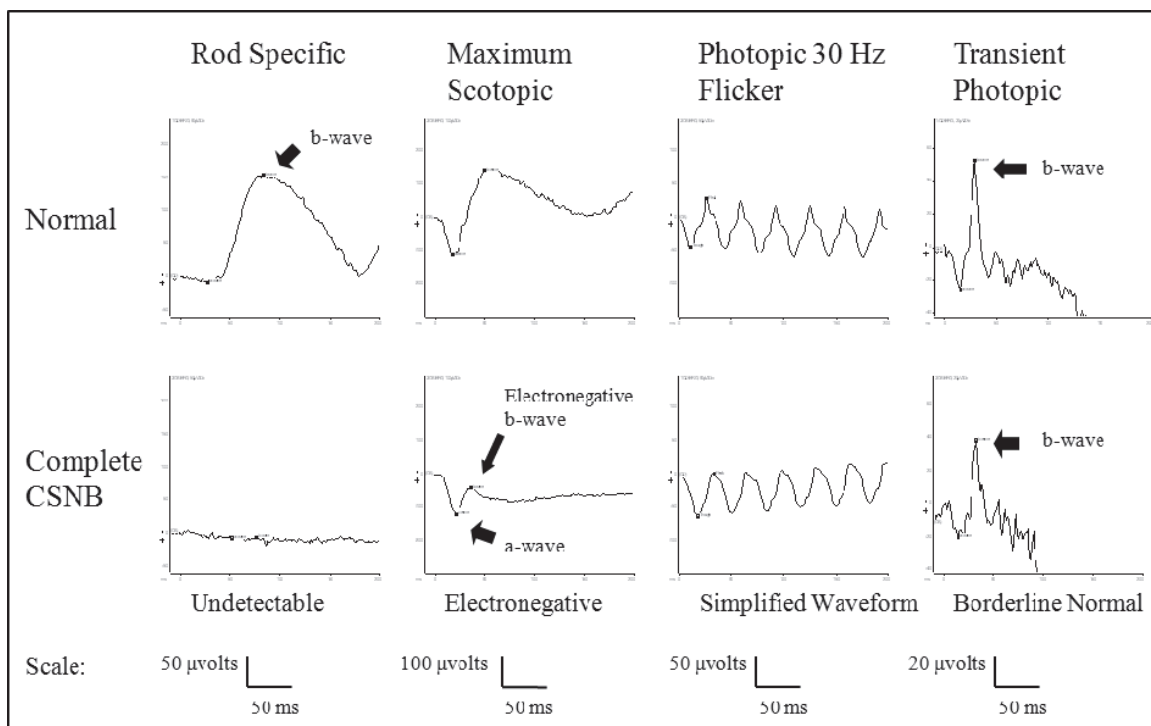 Rod Specific
Maximum
Scotopic
Photopic 30 Hz
Flicker
Transient
Photopic
Normal
b-wave
b-wave
Complete
CSNB
Electronegative
b-wave
a-wave
b-wave
Undetectable
Electronegative
Simplified Waveform
Borderline Normal
Scale:
50 μvolts
50 ms
100 μvolts
50 ms
50 μvolts
50 ms
20 μvolts
50 ms